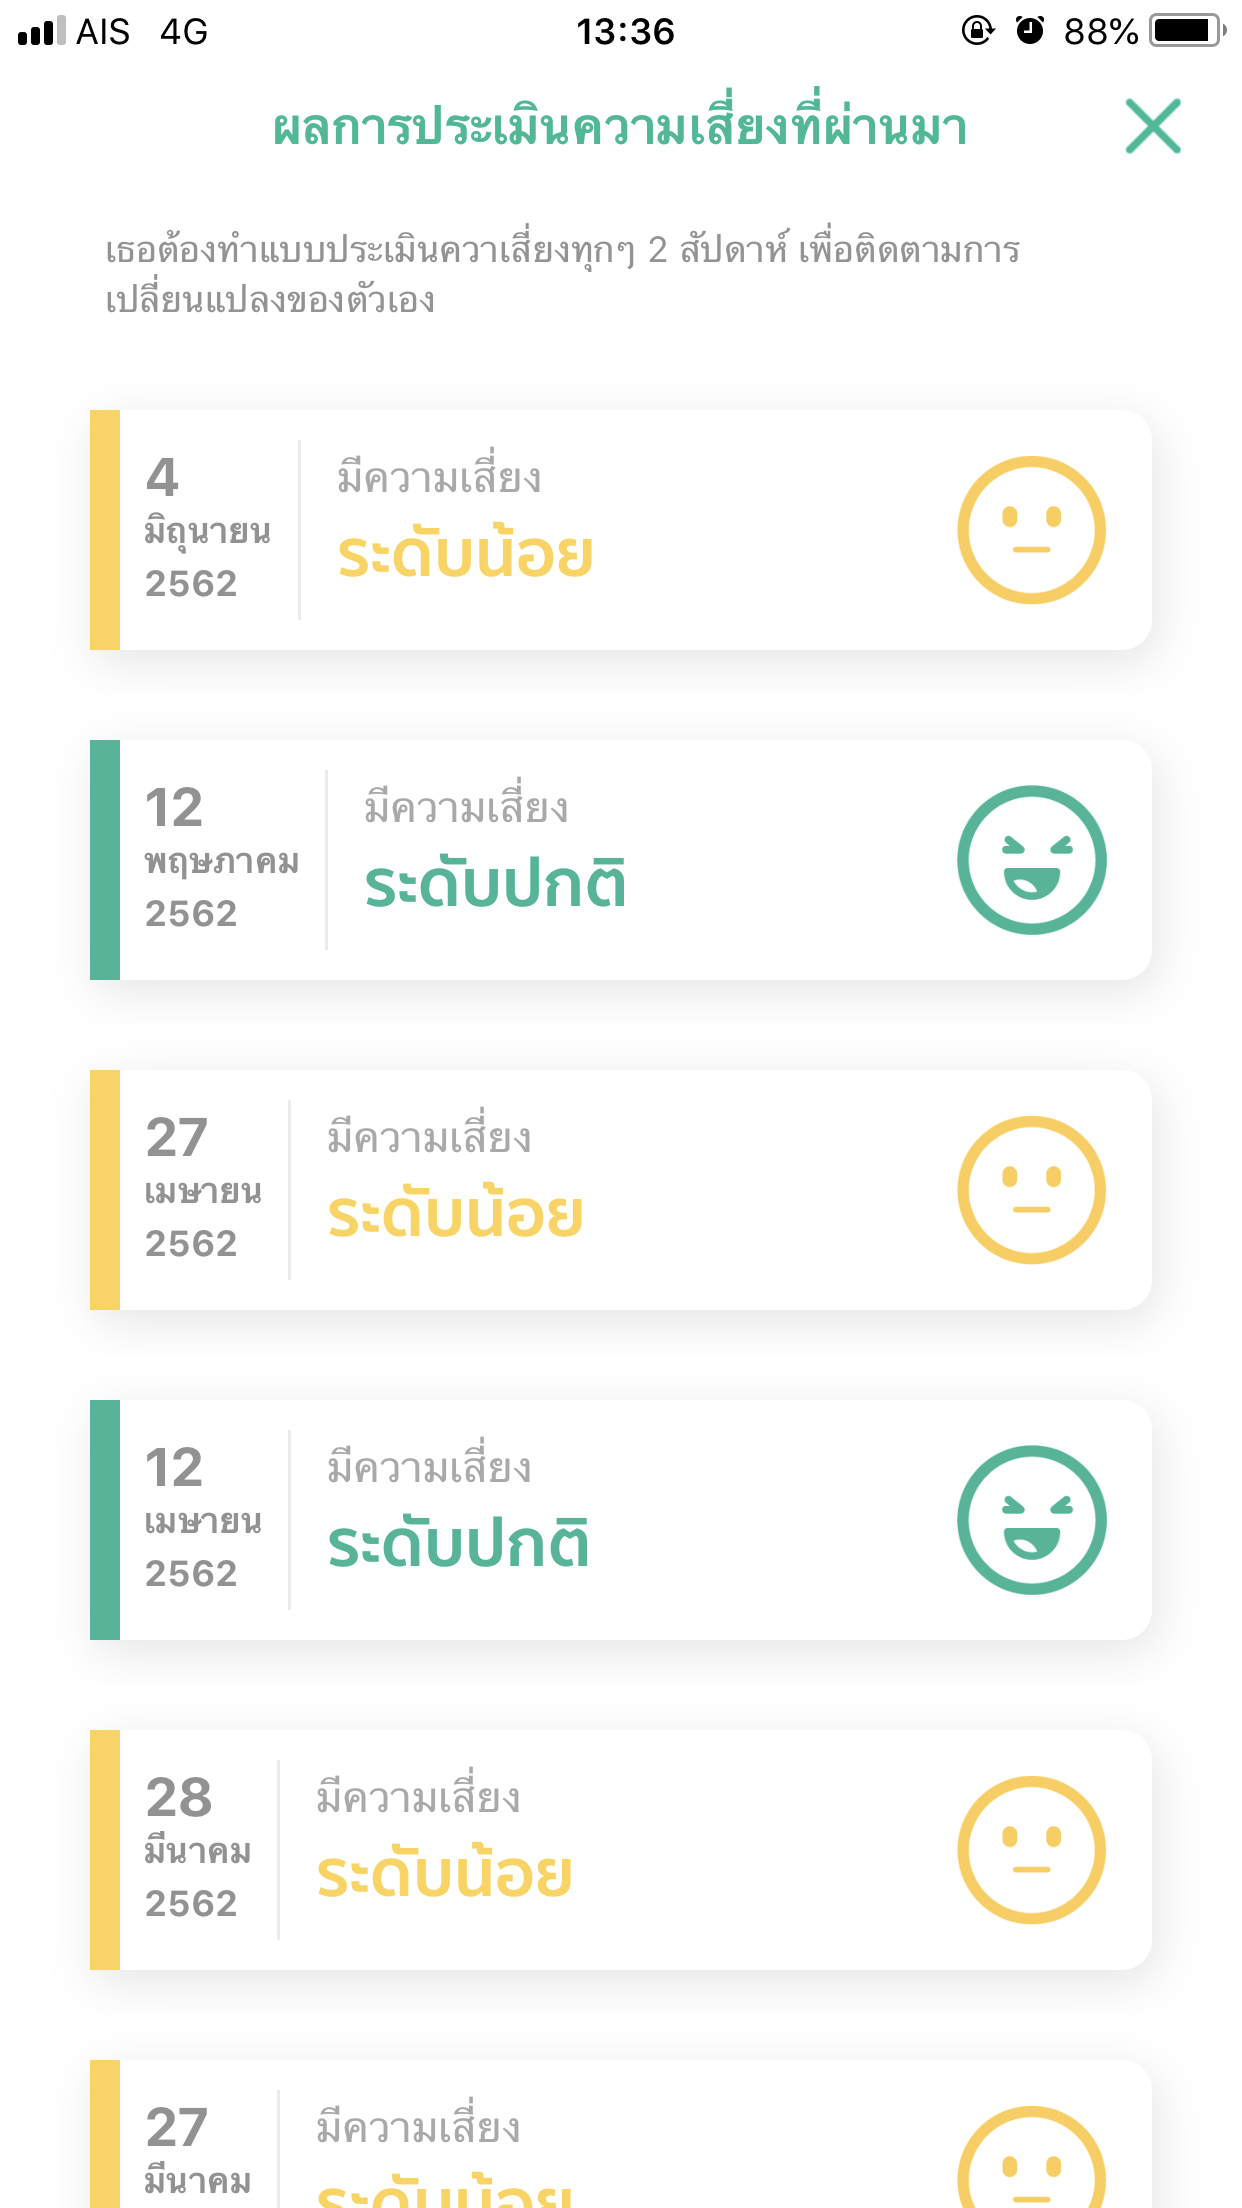 AIS 4G 13:36 88%
ผลการประเมินความเสี่ยงที่ผ่านมา
เธอต้องทำแบบประเมินควาเสี่ยงทุกๆ 2 สัปดาห์ เพื่อติดตามการ
เปลี่ยนแปลงของตัวเอง
4
มิถุนายน
2562
มีความเสี่ยง
ระดับน้อย
12
พฤษภาคม
2562
มีความเสี่ยง
ระดับปกติ
27
เมษายน
2562
มีความเสี่ยง
ระดับน้อย
12
เมษายน
2562
มีความเสี่ยง
ระดับปกติ
28
มีนาคม
2562
มีความเสี่ยง
ระดับน้อย
27
มีนาคม
มีความเสี่ยง
ระดับน้อย